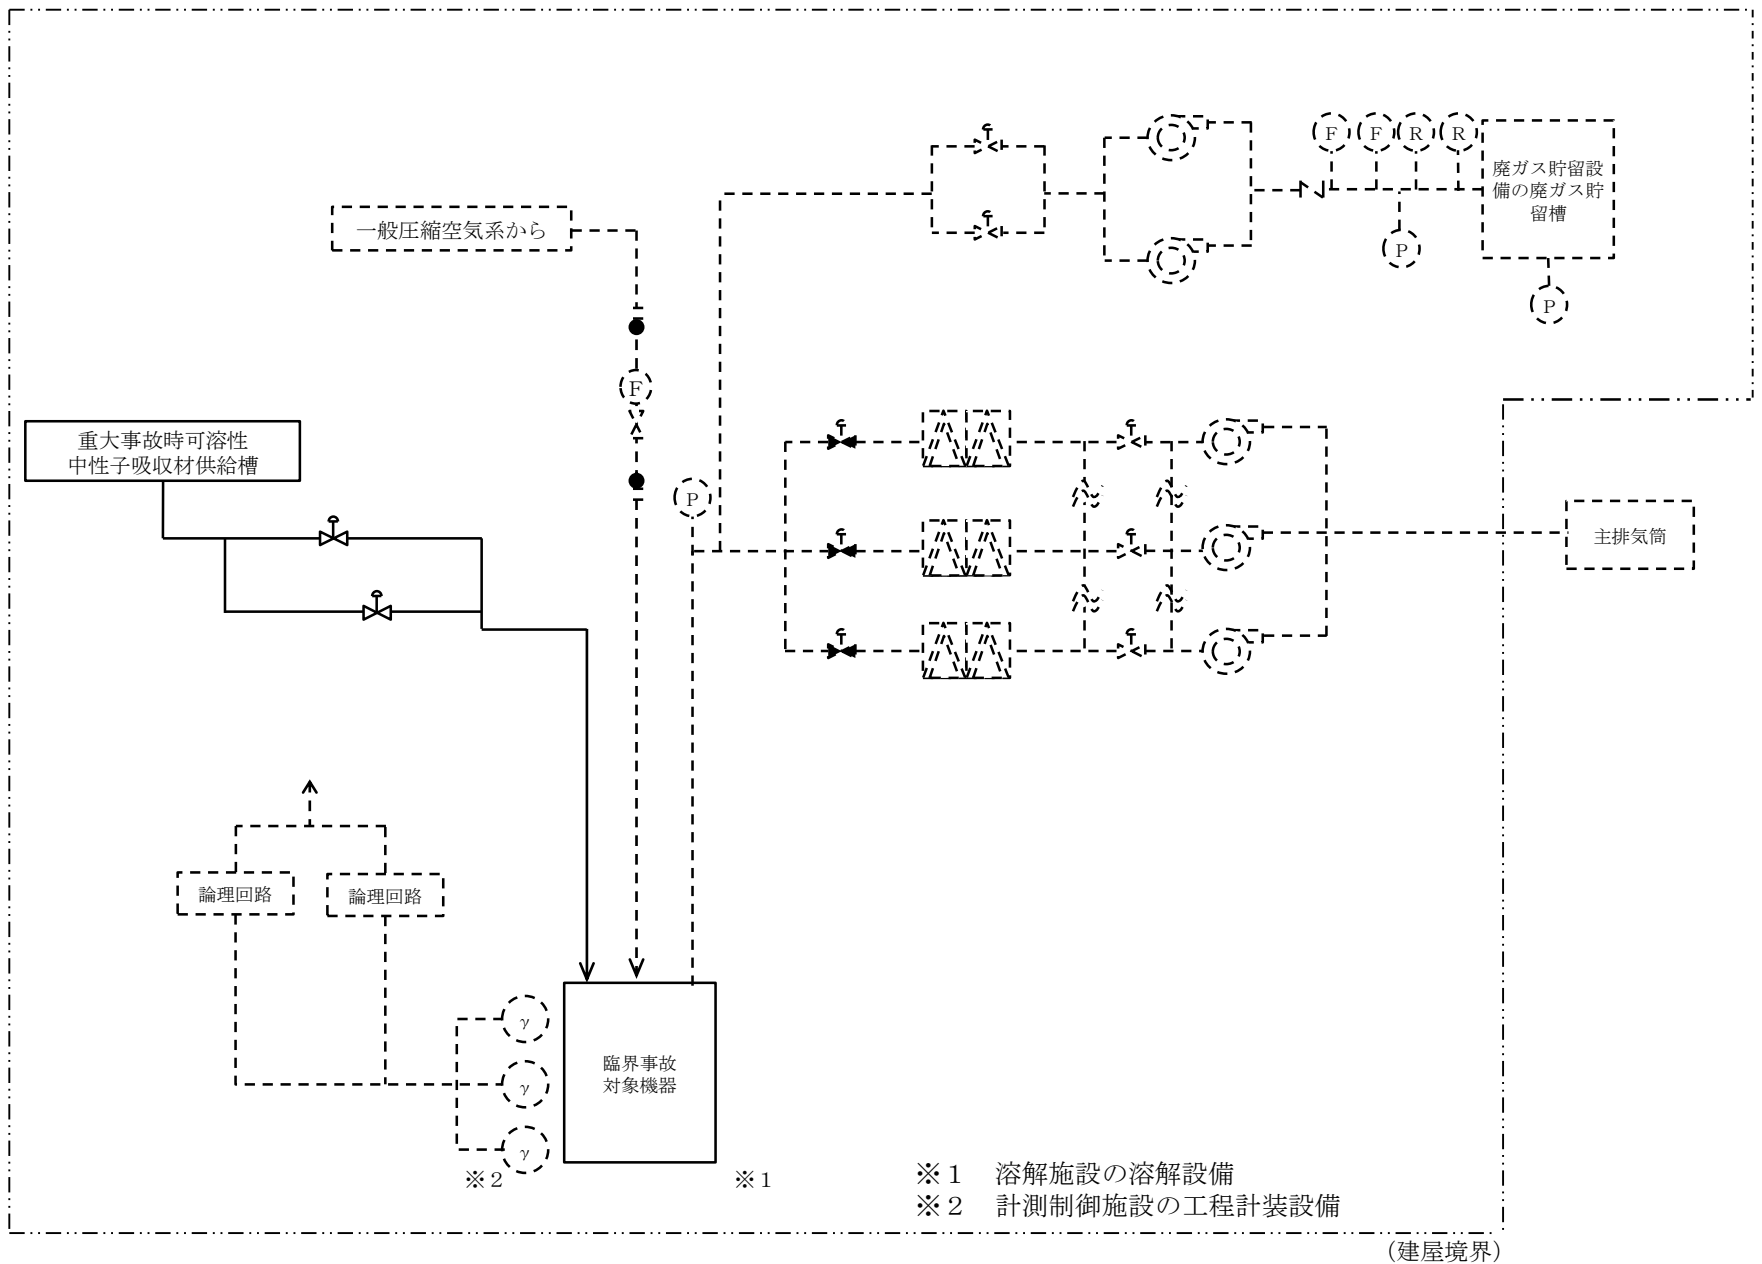 F F R R
廃ガス貯留設
備の廃ガス貯
留槽
一般圧縮空気系から
P
P
F
重大事故時可溶性
中性子吸収材供給槽
P
主排気筒
論理回路
論理回路
γ
臨界事故
対象機器
γ
γ
※２
※１
※１　溶解施設の溶解設備
※２　計測制御施設の工程計装設備
（建屋境界）